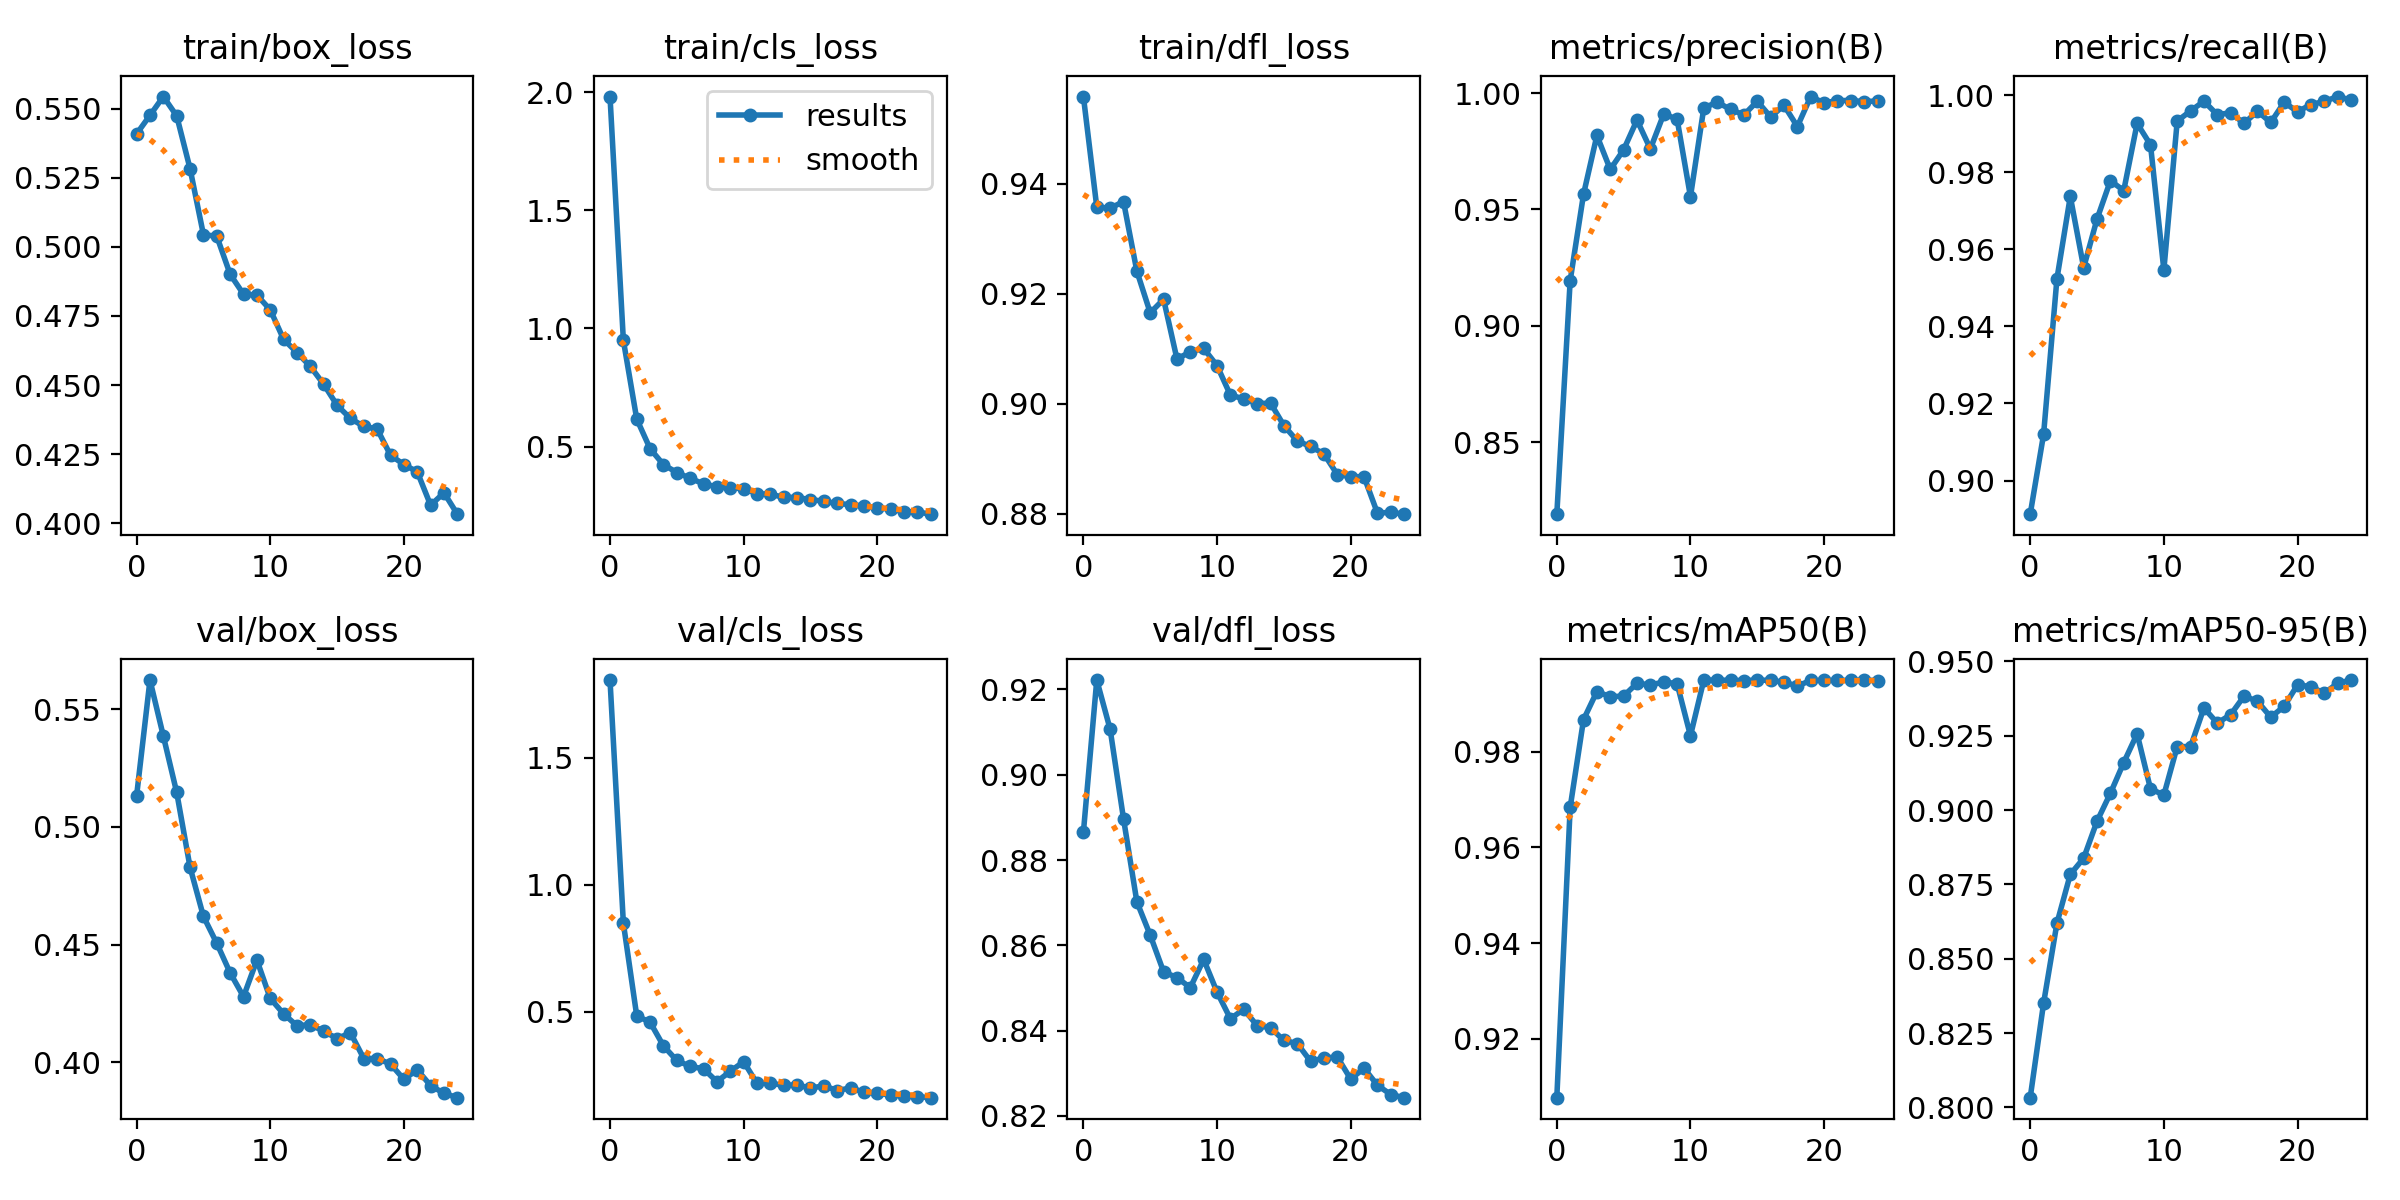 train/box_loss
0.550
0.525
0.500
0.475
0.450
0.425
0.400
0 10 20
train/cls_loss
results
smooth
2.0
1.5
1.0
0.5
0 10 20
train/dfl_loss
0.94
0.92
0.90
0.88
0 10 20
metrics/precision(B)
1.00
0.95
0.90
0.85
0 10 20
metrics/recall(B)
1.00
0.98
0.96
0.94
0.92
0.90
0 10 20
val/box_loss
0.55
0.50
0.45
0.40
0 10 20
val/cls_loss
1.5
1.0
0.5
0 10 20
val/dfl_loss
0.92
0.90
0.88
0.86
0.84
0.82
0 10 20
metrics/mAP50(B)
0.98
0.96
0.94
0.92
0 10 20
metrics/mAP50-95(B)
0.950
0.925
0.900
0.875
0.850
0.825
0.800
0 10 20